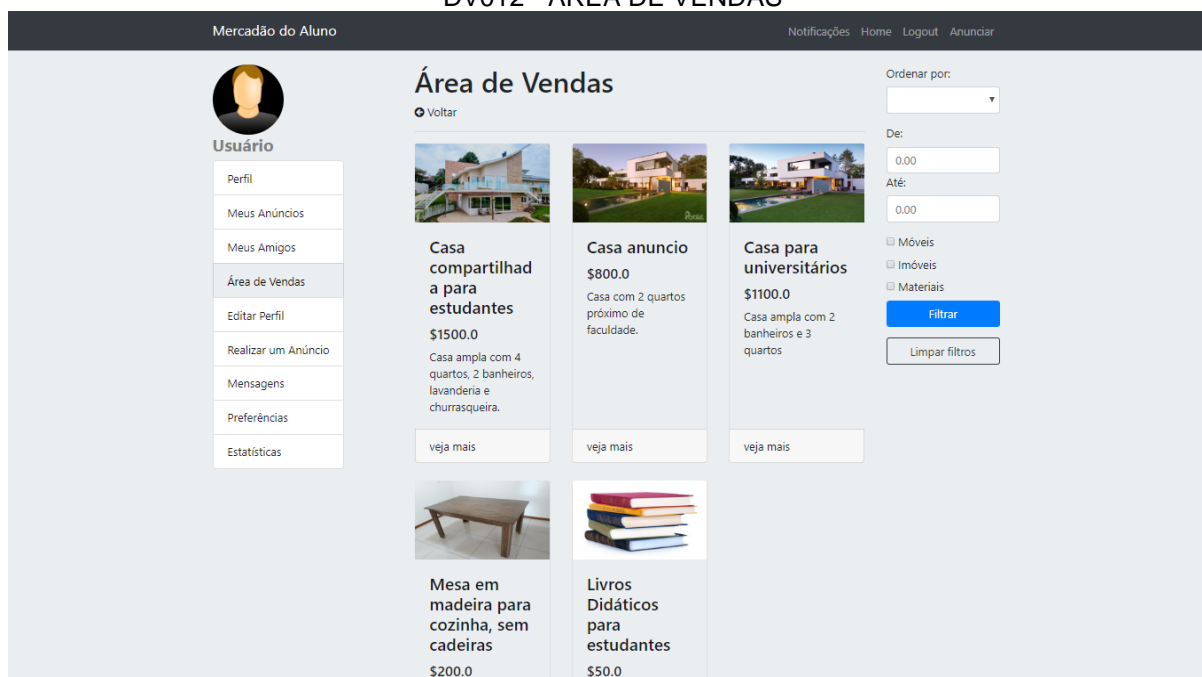 DV012 - ÁREA DE VENDAS
Mercadão do Aluno
Notificações Home Logout Anunciar
Usuário
Perfil
Meus Anúncios
Meus Amigos
Área de Vendas
Editar Perfil
Realizar um Anúncio
Mensagens
Preferências
Estatísticas
Área de Vendas
Voltar
Casa
compartilhad
a para
estudantes
$1500.0
Casa ampla com 4
quartos, 2 banheiros,
lavanderia e
churrasqueira.
veja mais
Casa anuncio
$800.0
Casa com 2 quartos
próximo de
faculdade.
veja mais
Casa para
universitários
$1100.0
Casa ampla com 2
banheiros e 3
quartos
veja mais
Mesa em
madeira para
cozinha, sem
cadeiras
$200.0
Livros
Didáticos
para
estudantes
$50.0
Ordenar por:
De:
0.00
Até:
0.00
Móveis
Imóveis
Materiais
Filtrar
Limpar filtros